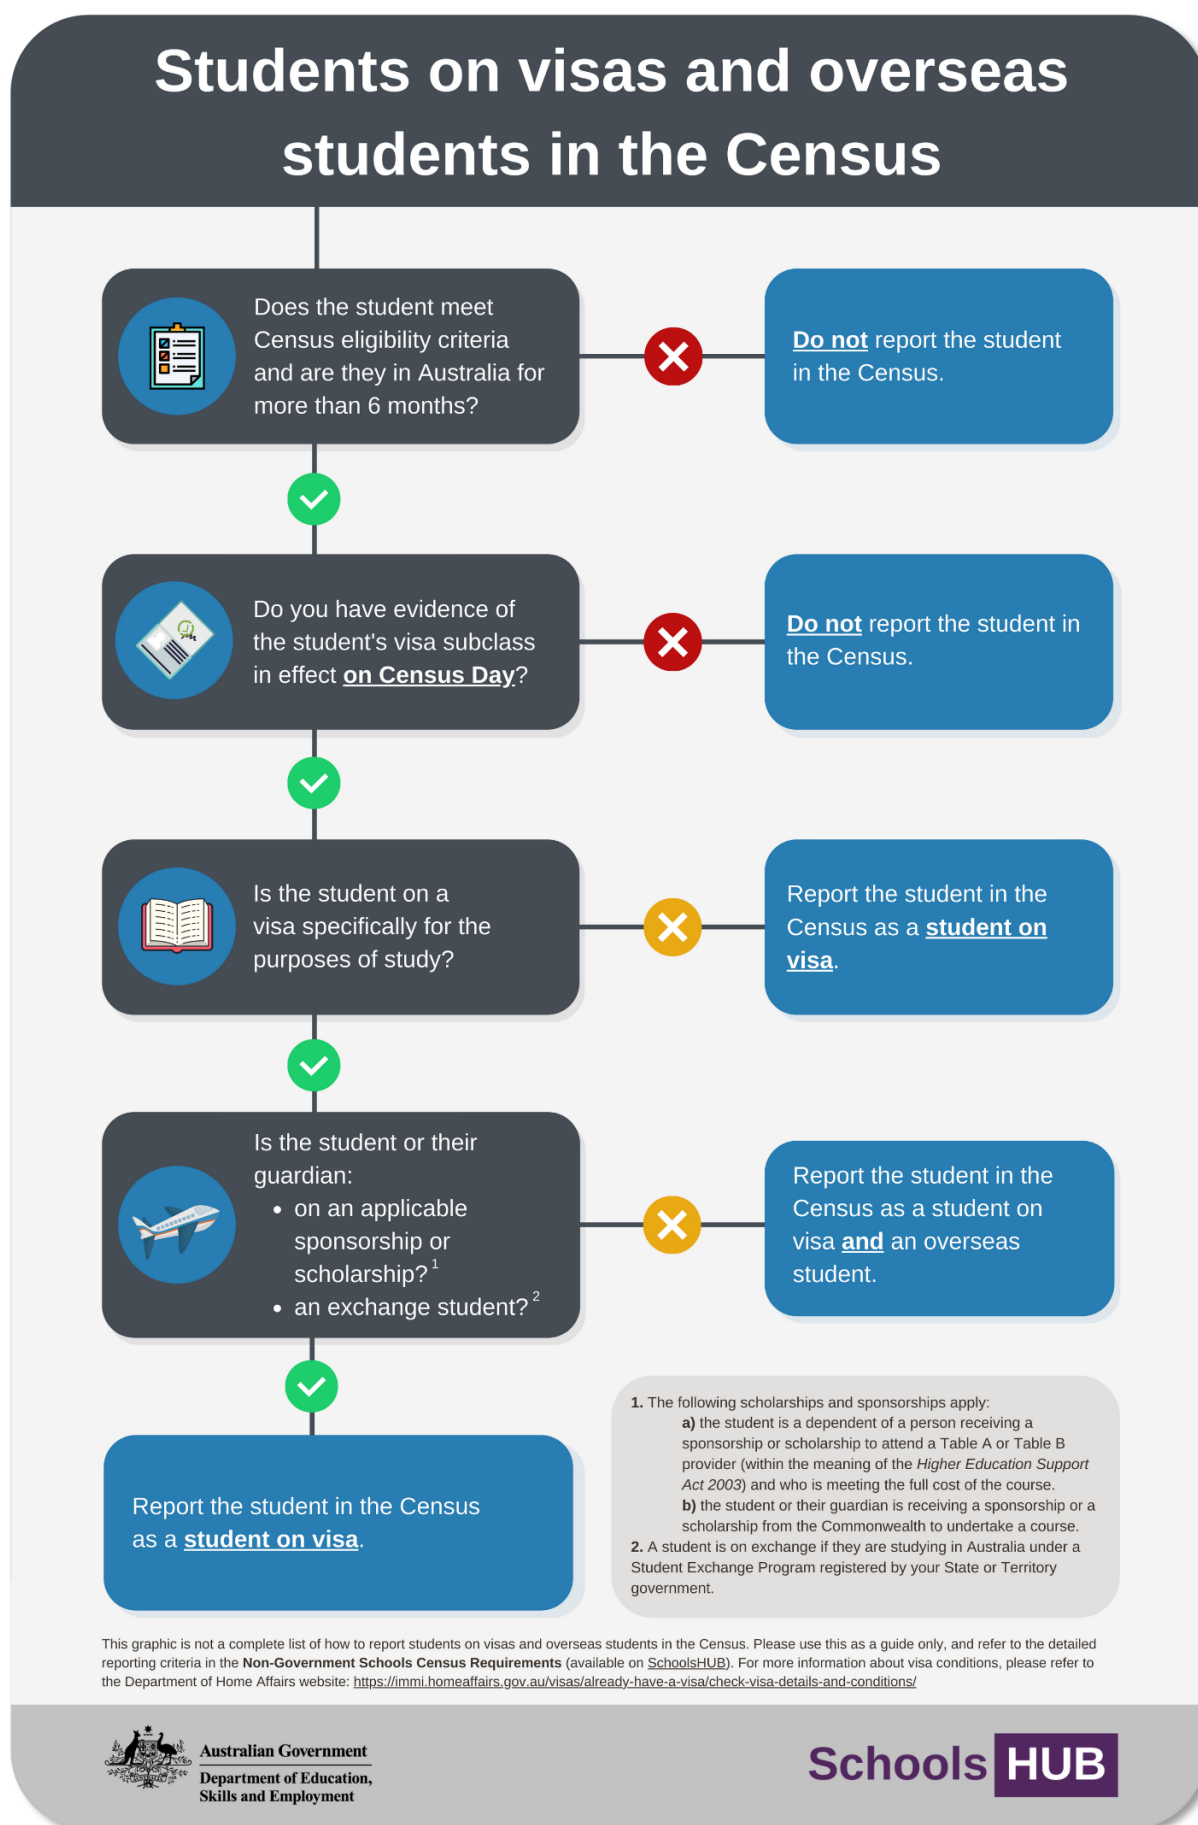 Students on visas and overseas
students in the Census
Does the student meet
Census eligibility criteria
and are they in Australia for
more than 6 months?
Do not report the student
in the Census.
Do you have evidence of
the student's visa subclass
in effect on Census Day?
Do not report the student in
the Census.
Is the student on a
visa specifically for the
purposes of study?
Report the student in the
Census as a student on
visa.
Is the student or their
guardian:
• on an applicable
sponsorship or
scholarship? 1
• an exchange student? 2
Report the student in the
Census as a student on
visa and an overseas
student.
Report the student in the Census
as a student on visa.
1. The following scholarships and sponsorships apply:
a) the student is a dependent of a person receiving a
sponsorship or scholarship to attend a Table A or Table B
provider (within the meaning of the Higher Education Support
Act 2003) and who is meeting the full cost of the course.
b) the student or their guardian is receiving a sponsorship or a
scholarship from the Commonwealth to undertake a course.
2. A student is on exchange if they are studying in Australia under a
Student Exchange Program registered by your State or Territory
government.
This graphic is not a complete list of how to report students on visas and overseas students in the Census. Please use this as a guide only, and refer to the detailed
reporting criteria in the Non-Government Schools Census Requirements (available on SchoolsHUB). For more information about visa conditions, please refer to
the Department of Home Affairs website: https://immi.homeaffairs.gov.au/visas/already-have-a-visa/check-visa-details-and-conditions/
AUSTRALIA
Australian Government
Department of Education,
Skills and Employment
Schools HUB